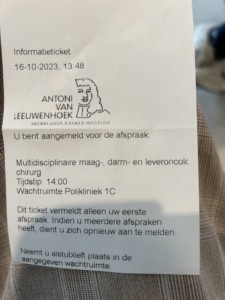 Informatieticket
16-10-2023, 13:48
ANTONI
VAN
LEEUWENHOEK
NEDERLANDS KANKER INSTITUUT
U bent aangemeld voor de afspraak
Multidisciplinaire maag-, darm- en leveroncolc
chirurg
Tijdstip: 14:00
Wachtruimte Polikliniek 1C
Dit ticket vermeldt alleen uw eerste
afspraak. Indien u meerdere afspraken
heeft, dient u zich opnieuw aan te melden.
Neemt u alstublieft plaats in de
aangegeven wachtruimte